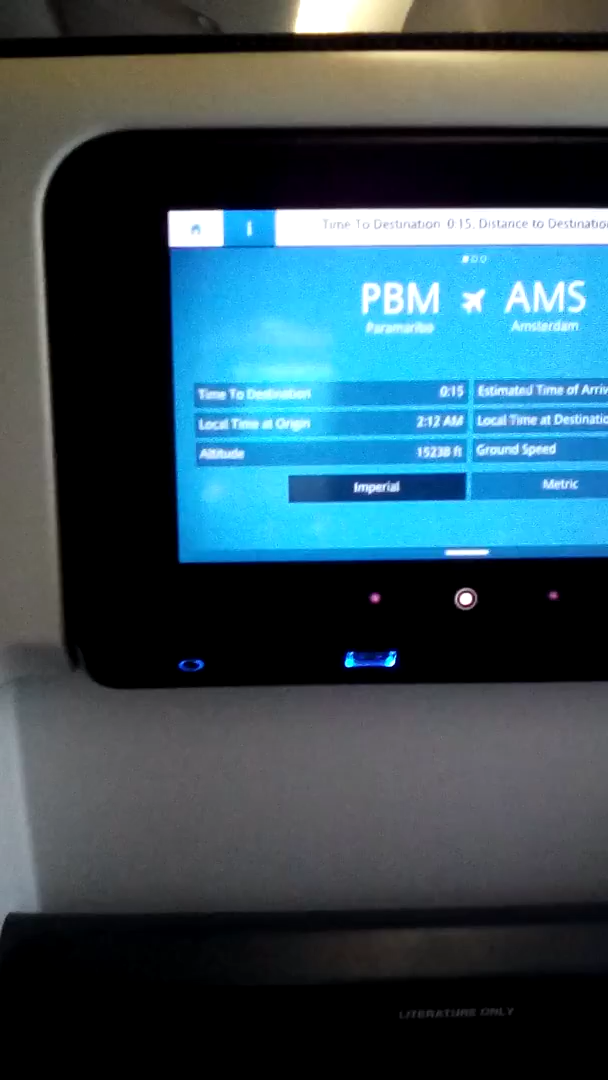 Time To Destination 0:15. Distance to Destinatio
PBM AMS
Paramaribo Amsterdam
Time To Destination 0:15 Estimated Time of Arriv
Local Time at Origin 2:12 AM Local Time at Destinatio
Altitude 15238 ft Ground Speed
Imperial Metric
LITERATURE ONLY